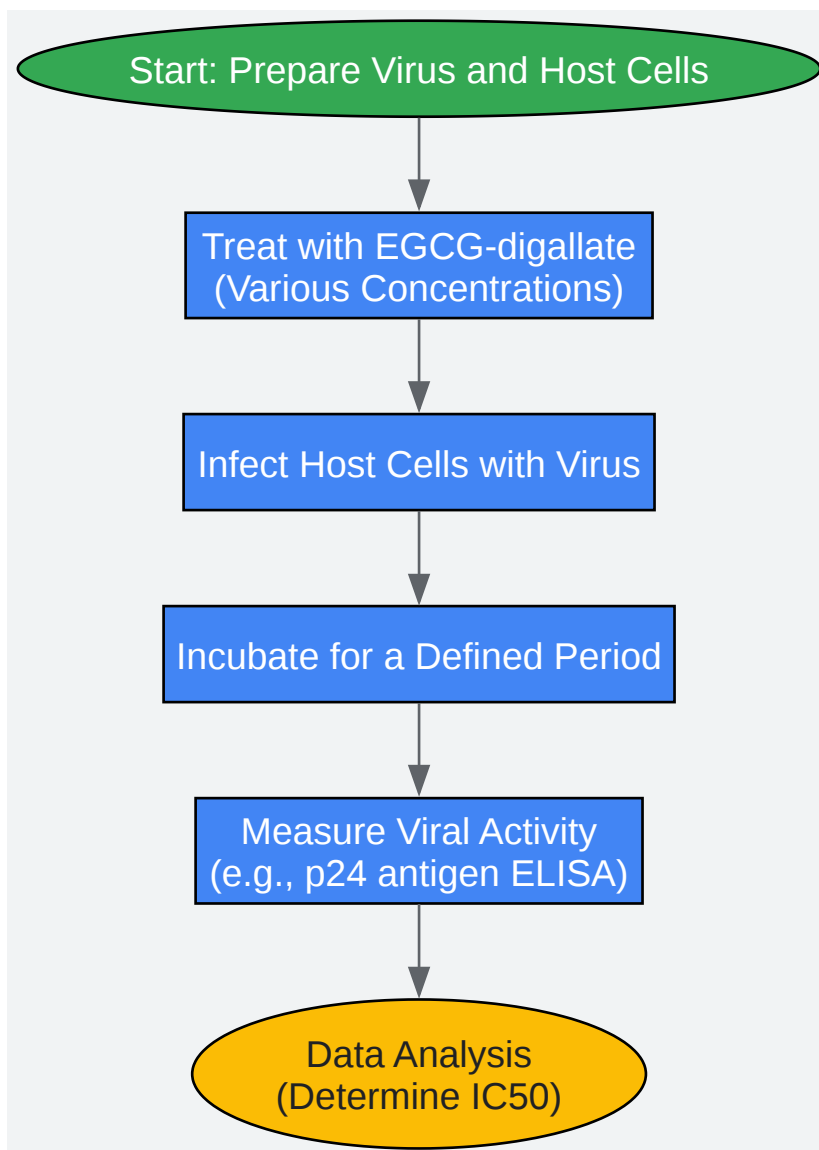 Start: Prepare Virus and Host Cells
Treat with EGCG-digallate
(Various Concentrations)
Infect Host Cells with Virus
Incubate for a Defined Period
Measure Viral Activity
(e.g., p24 antigen ELISA)
Data Analysis
(Determine IC50)